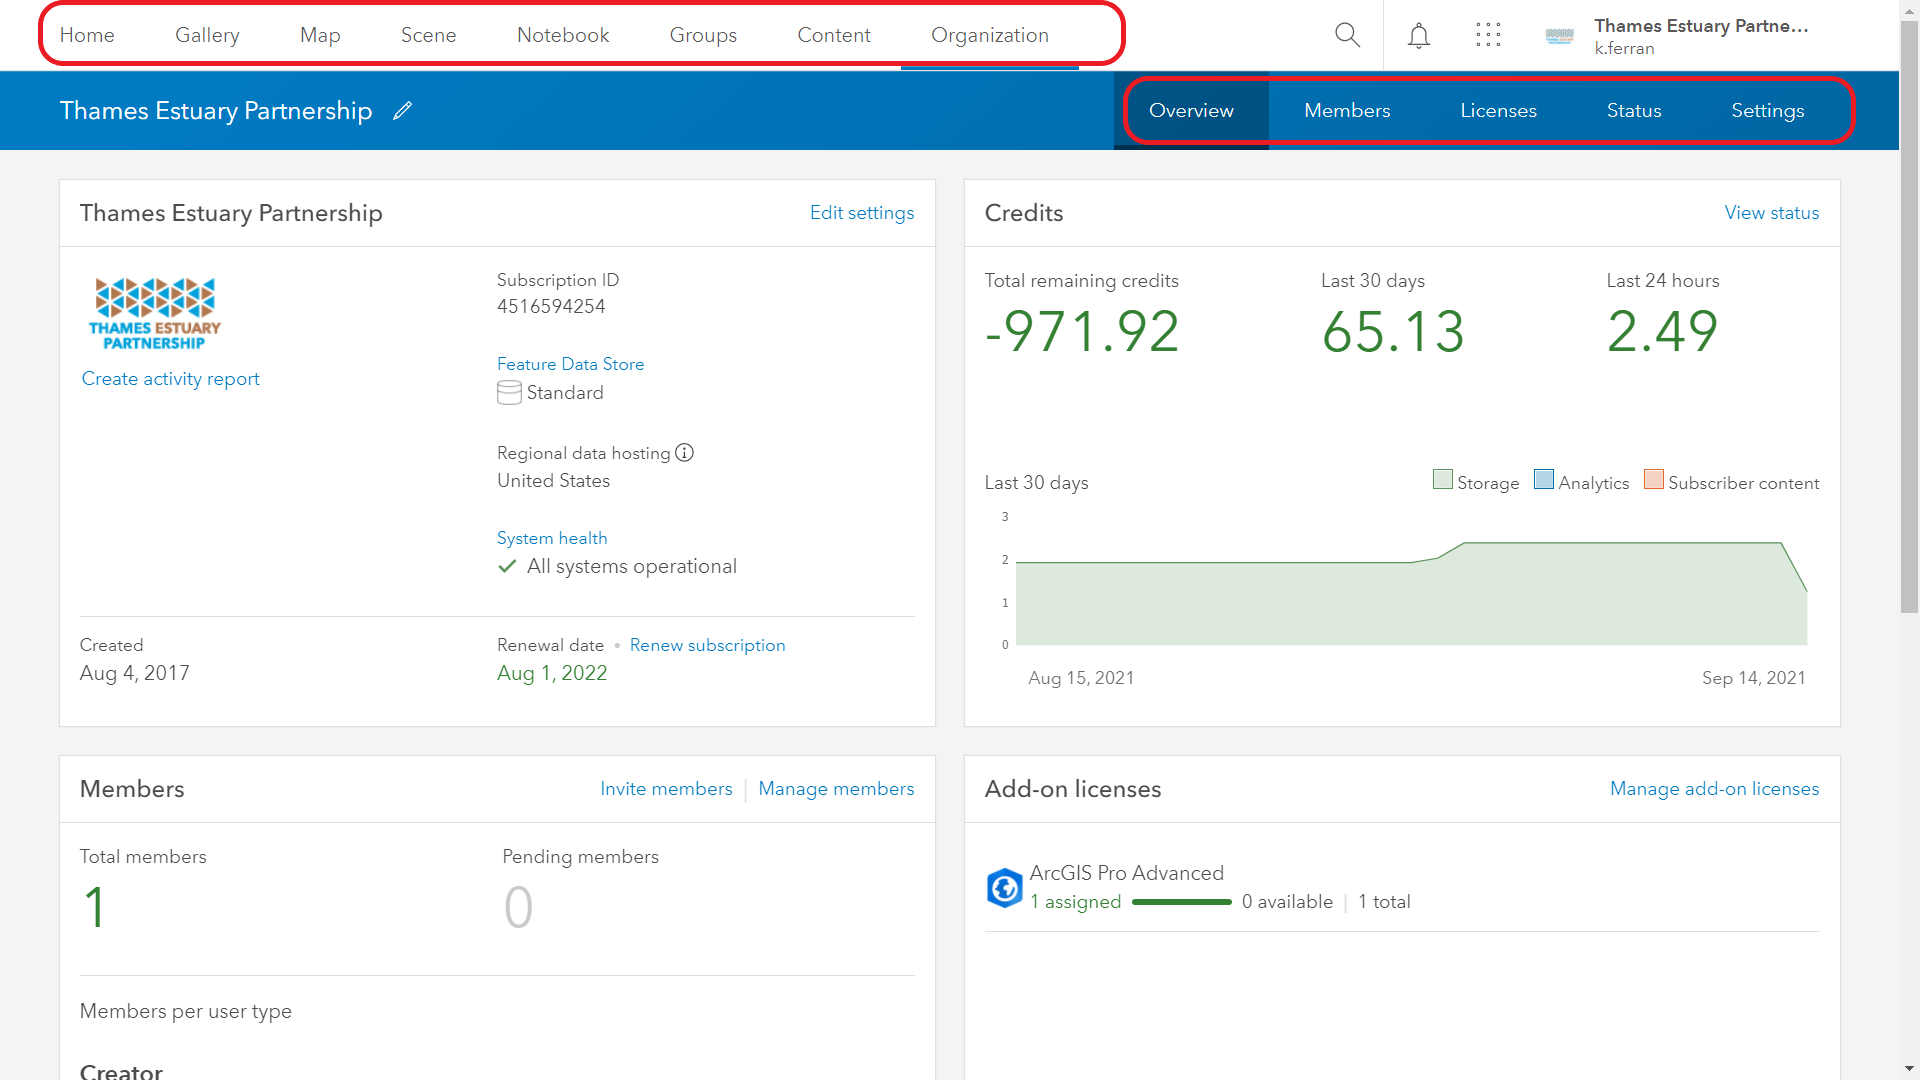 Home Gallery Map Scene Notebook Groups Content Organization
Thames Estuary Partne...
k.ferran
Thames Estuary Partnership
Overview Members Licenses Status Settings
Thames Estuary Partnership Edit settings
THAMES ESTUARY
PARTNERSHIP
Create activity report
Subscription ID
4516594254
Feature Data Store
Standard
Regional data hosting
United States
System health
All systems operational
Created
Aug 4, 2017
Renewal date • Renew subscription
Aug 1, 2022
Credits View status
Total remaining credits Last 30 days Last 24 hours
-971.92 65.13 2.49
Last 30 days Storage Analytics Subscriber content
3
2
1
0
Aug 15, 2021 Sep 14, 2021
Members Invite members | Manage members
Total members Pending members
1 0
Members per user type
Creator
Add-on licenses Manage add-on licenses
ArcGIS Pro Advanced
1 assigned 0 available | 1 total